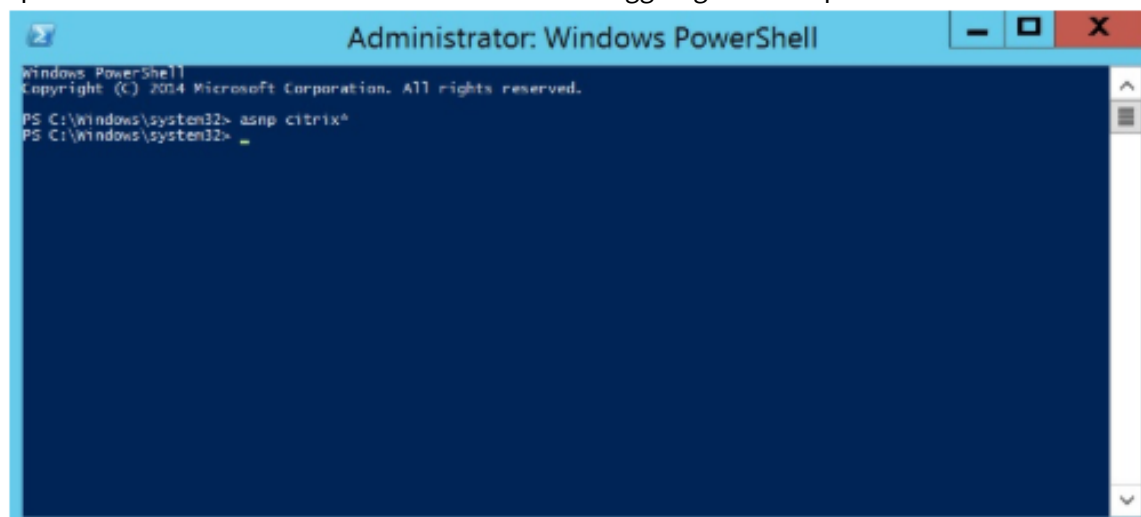 Administrator: Windows PowerShell
Windows PowerShell
Copyright (C) 2014 Microsoft Corporation. All rights reserved.
PS C:\Windows\system32> asnp citrix*
PS C:\Windows\system32> _